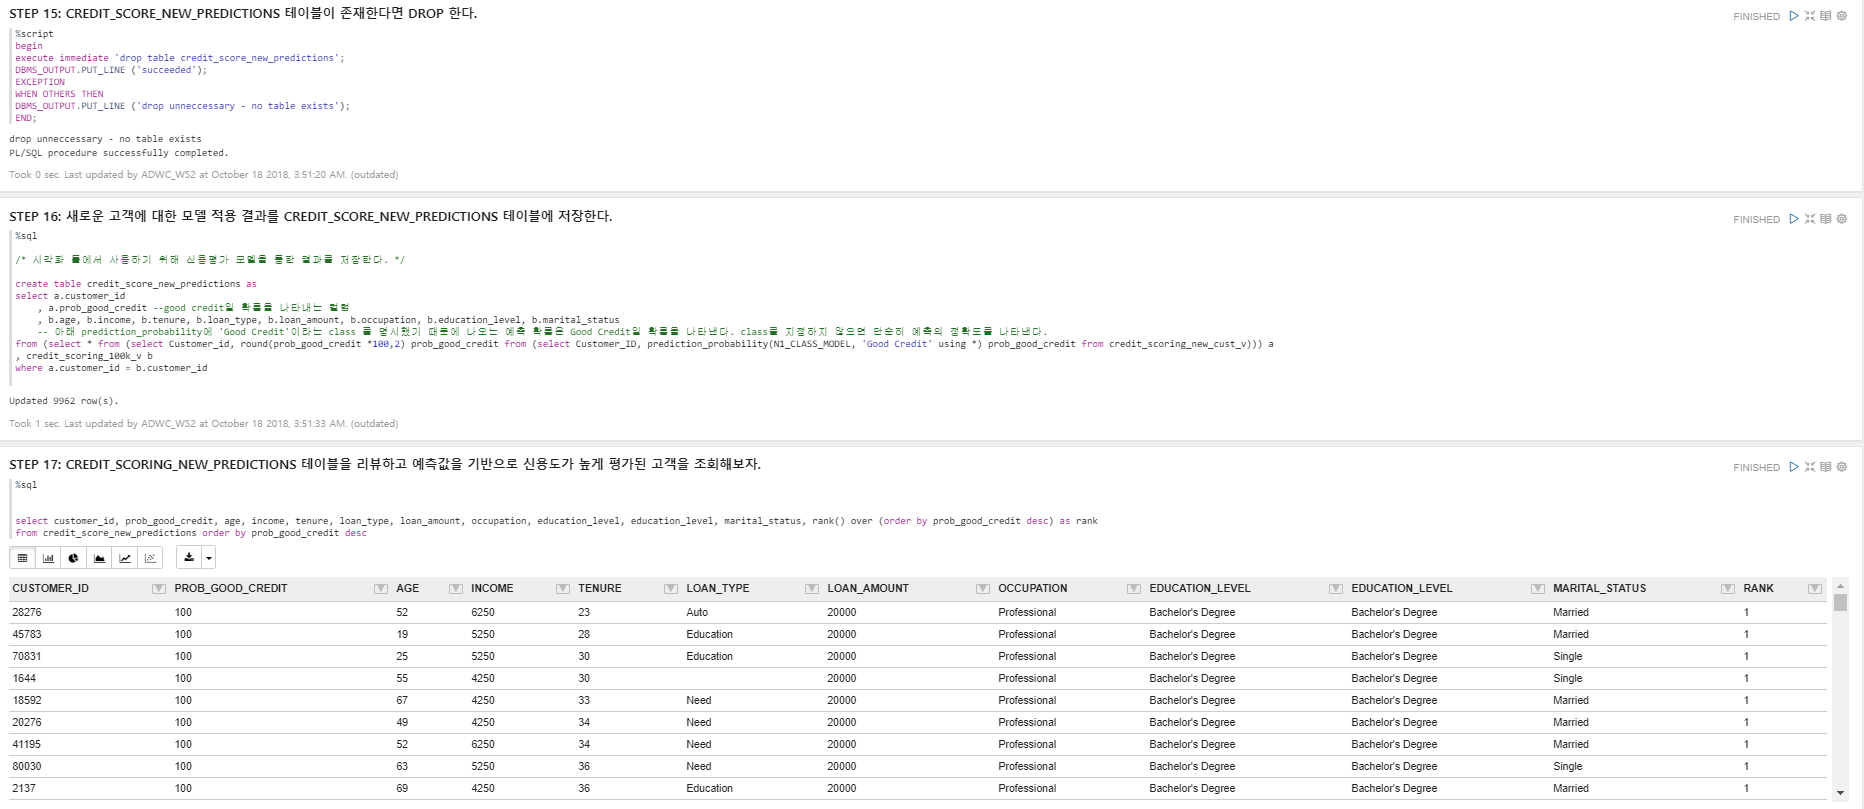 STEP 15: CREDIT_SCORE_NEW_PREDICTIONS 테이블이 존재한다면 DROP 한다.
FINISHED
%script
begin
execute immediate 'drop table credit_score_new_predictions';
DBMS_OUTPUT.PUT_LINE ('succeeded');
EXCEPTION
WHEN OTHERS THEN
DBMS_OUTPUT.PUT_LINE ('drop unneccessary - no table exists');
END;
drop unneccessary - no table exists
PL/SQL procedure successfully completed.
Took 0 sec. Last updated by ADWC_WS2 at October 18 2018, 3:51:20 AM. (outdated)
STEP 16: 새로운 고객에 대한 모델 적용 결과를 CREDIT_SCORE_NEW_PREDICTIONS 테이블에 저장한다.
FINISHED
%sql
/* 시각화 툴에서 사용하기 위해 신용평가 모델을 통한 결과를 저장한다. */
create table credit_score_new_predictions as
select a.customer_id
, a.prob_good_credit --good credit일 확률을 나타내는 컬럼
, b.age, b.income, b.tenure, b.loan_type, b.loan_amount, b.occupation, b.education_level, b.marital_status
-- 아래 prediction_probability에 'Good Credit'이라는 class 를 명시했기 때문에 나오는 예측 확률은 Good Credit일 확률을 나타낸다. class를 지정하지 않으면 단순히 예측의 정확도를 나타낸다.
from (select * from (select Customer_id, round(prob_good_credit *100,2) prob_good_credit from (select Customer_ID, prediction_probability(N1_CLASS_MODEL, 'Good Credit' using *) prob_good_credit from credit_scoring_new_cust_v))) a
, credit_scoring_100k_v b
where a.customer_id = b.customer_id
Updated 9962 row(s).
Took 1 sec. Last updated by ADWC_WS2 at October 18 2018, 3:51:33 AM. (outdated)
STEP 17: CREDIT_SCORING_NEW_PREDICTIONS 테이블을 리뷰하고 예측값을 기반으로 신용도가 높게 평가된 고객을 조회해보자.
FINISHED
%sql
select customer_id, prob_good_credit, age, income, tenure, loan_type, loan_amount, occupation, education_level, education_level, marital_status, rank() over (order by prob_good_credit desc) as rank
from credit_score_new_predictions order by prob_good_credit desc
CUSTOMER_ID PROB_GOOD_CREDIT AGE INCOME TENURE LOAN_TYPE LOAN_AMOUNT OCCUPATION EDUCATION_LEVEL EDUCATION_LEVEL MARITAL_STATUS RANK
28276 100 52 6250 23 Auto 20000 Professional Bachelor's Degree Bachelor's Degree Married 1
45783 100 19 5250 28 Education 20000 Professional Bachelor's Degree Bachelor's Degree Married 1
70831 100 25 5250 30 Education 20000 Professional Bachelor's Degree Bachelor's Degree Single 1
1644 100 55 4250 30 20000 Professional Bachelor's Degree Bachelor's Degree Single 1
18592 100 67 4250 33 Need 20000 Professional Bachelor's Degree Bachelor's Degree Married 1
20276 100 49 4250 34 Need 20000 Professional Bachelor's Degree Bachelor's Degree Married 1
41195 100 52 6250 34 Need 20000 Professional Bachelor's Degree Bachelor's Degree Married 1
80030 100 63 5250 36 Need 20000 Professional Bachelor's Degree Bachelor's Degree Single 1
2137 100 69 4250 36 Education 20000 Professional Bachelor's Degree Bachelor's Degree Married 1